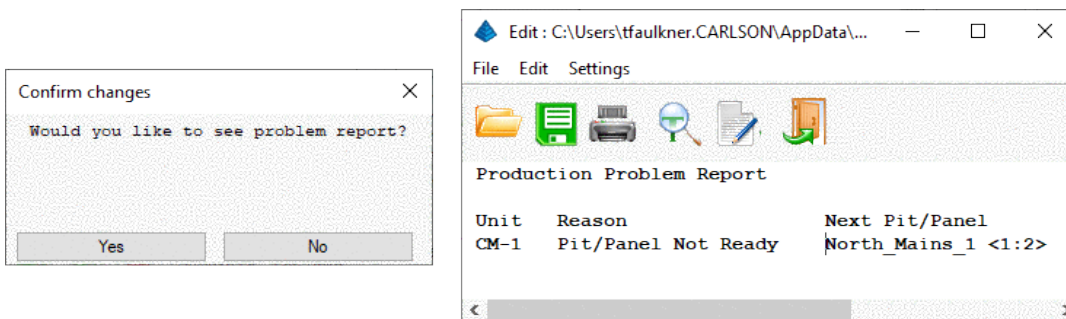 Confirm changes
Would you like to see problem report?
Yes No
Edit : C:\Users\tfaulkner.CARLSON\AppData\...
File Edit Settings
Production Problem Report
Unit Reason Next Pit/Panel
CM-1 Pit/Panel Not Ready North_Mains_1 <1:2>